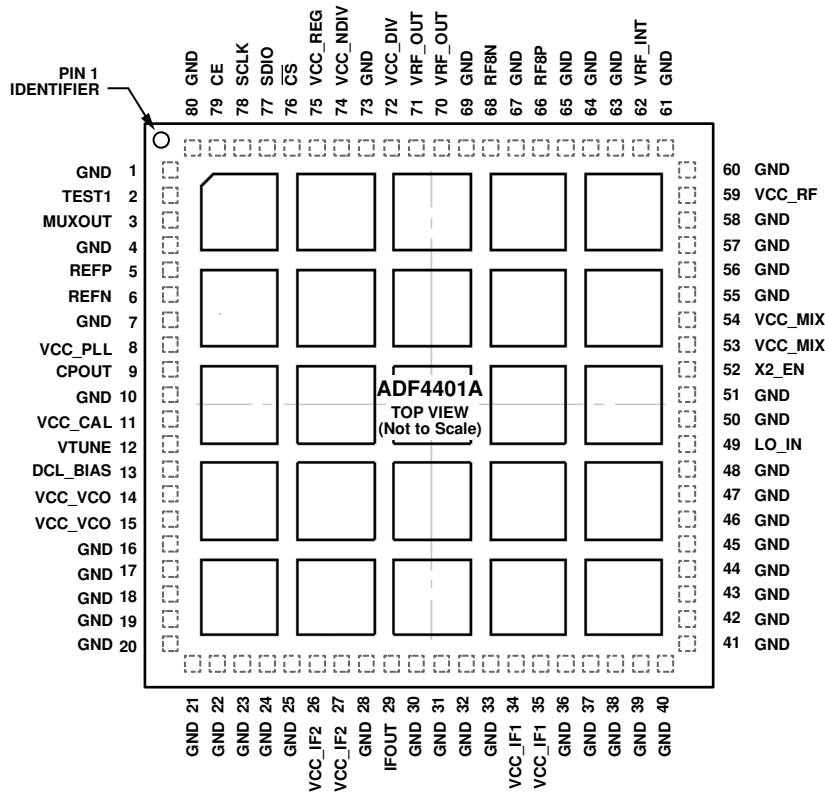 PIN 1
IDENTIFIER
80 GND
79 CE
78 SCLK
77 SDIO
76 CS
75 VCC_REG
74 VCC_NDIV
73 GND
72 VCC_DIV
71 VRF_OUT
70 VRF_OUT
69 GND
68 RF8N
67 GND
66 RF8P
65 GND
64 GND
63 GND
62 VRF_INT
61 GND
GND 1
TEST1 2
MUXOUT 3
GND 4
REFP 5
REFN 6
GND 7
VCC_PLL 8
CPOUT 9
GND 10
VCC_CAL 11
VTUNE 12
DCL_BIAS 13
VCC_VCO 14
VCC_VCO 15
GND 16
GND 17
GND 18
GND 19
GND 20
ADF4401A
TOP VIEW
(Not to Scale)
60 GND
59 VCC_RF
58 GND
57 GND
56 GND
55 GND
54 VCC_MIX
53 VCC_MIX
52 X2_EN
51 GND
50 GND
49 LO_IN
48 GND
47 GND
46 GND
45 GND
44 GND
43 GND
42 GND
41 GND
GND 21
GND 22
GND 23
GND 24
GND 25
VCC_IF2 26
VCC_IF2 27
GND 28
IFOUT 29
GND 30
GND 31
GND 32
GND 33
VCC_IF1 34
VCC_IF1 35
GND 36
GND 37
GND 38
GND 39
GND 40